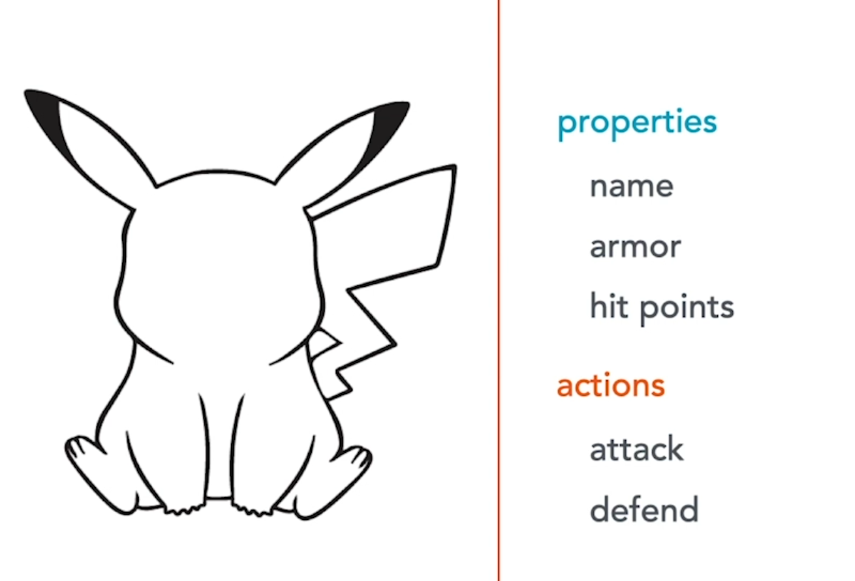 properties
name
armor
hit points
actions
attack
defend